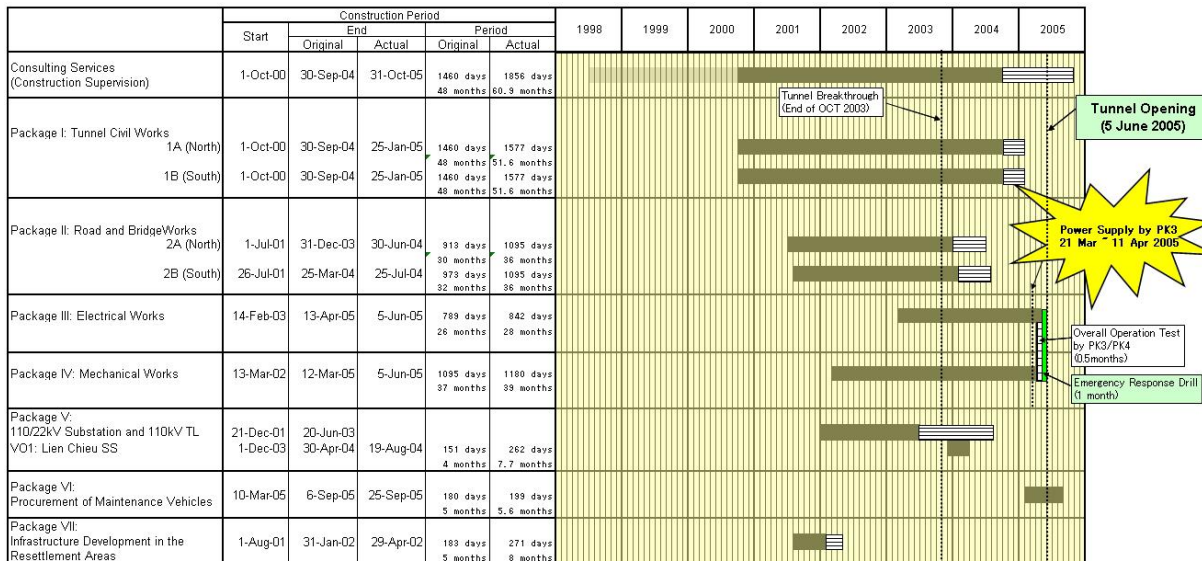 Construction Period
Start End Period 1998 1999 2000 2001 2002 2003 2004 2005
Original Actual Original Actual
Consulting Services
(Construction Supervision) 1-Oct-00 30-Sep-04 31-Oct-05 1460 days 1856 days
48 months 60.9 months
Tunnel Breakthrough
(End of OCT 2003)
Tunnel Opening
(5 June 2005)
Package I: Tunnel Civil Works
1A (North) 1-Oct-00 30-Sep-04 25-Jan-05 1460 days 1577 days
48 months 51.6 months
1B (South) 1-Oct-00 30-Sep-04 25-Jan-05 1460 days 1577 days
48 months 51.6 months
Power Supply by PK3
21 Mar ~ 11 Apr 2005
Package II: Road and BridgeWorks
2A (North) 1-Jul-01 31-Dec-03 30-Jun-04 913 days 1095 days
30 months 36 months
2B (South) 26-Jul-01 25-Mar-04 25-Jul-04 973 days 1095 days
32 months 36 months
Package III: Electrical Works 14-Feb-03 13-Apr-05 5-Jun-05 789 days 842 days
26 months 28 months
Overall Operation Test
by PK3/PK4
(0.5months)
Package IV: Mechanical Works 13-Mar-02 12-Mar-05 5-Jun-05 1095 days 1180 days
37 months 39 months
Emergency Response Drill
(1 month)
Package V:
110/22kV Substation and 110kV TL 21-Dec-01 20-Jun-03
VO1: Lien Chieu SS 1-Dec-03 30-Apr-04 19-Aug-04 151 days 262 days
4 months 7.7 months
Package VI:
Procurement of Maintenance Vehicles 10-Mar-05 6-Sep-05 25-Sep-05 180 days 199 days
5 months 5.6 months
Package VII:
Infrastructure Development in the
Resettlement Areas 1-Aug-01 31-Jan-02 29-Apr-02 183 days 271 days
5 months 8 months